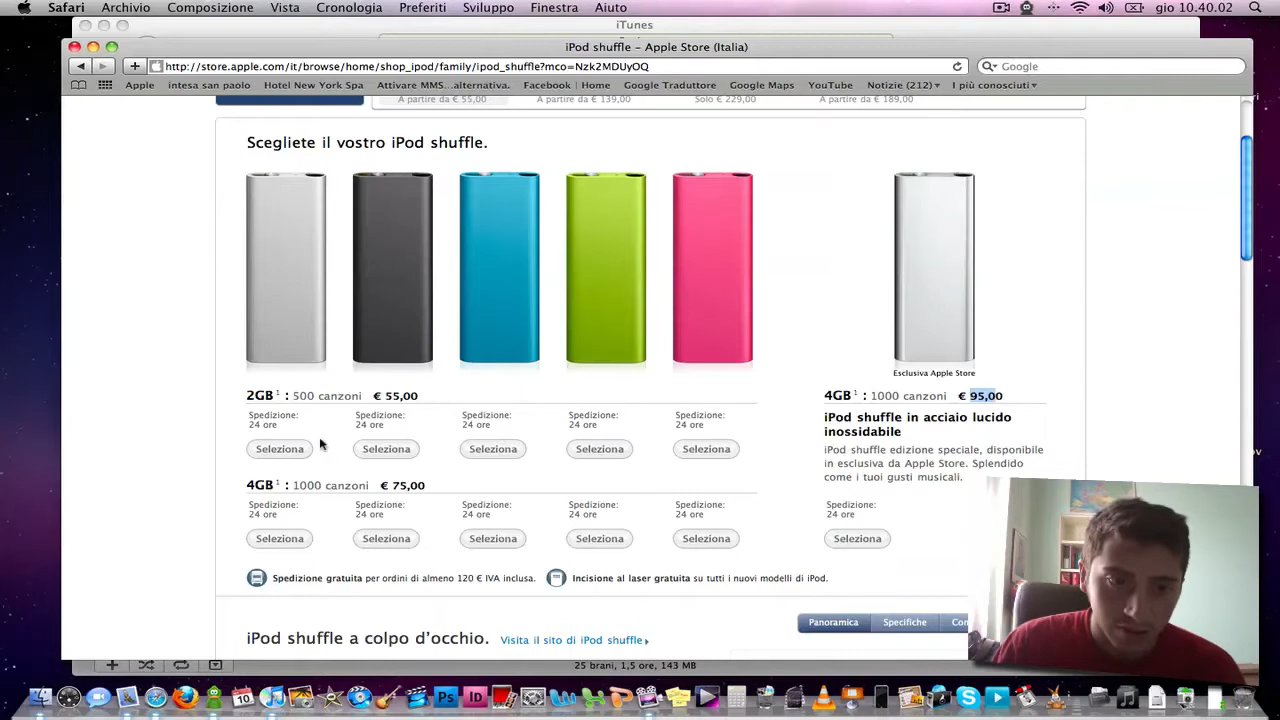 Safari Archivio Composizione Vista Cronologia Preferiti Sviluppo Finestra Aiuto gio 10.40.02
iTunes
iPod shuffle – Apple Store (Italia)
http://store.apple.com/it/browse/home/shop_ipod/family/ipod_shuffle?mco=Nzk2MDUyOQ Google
Apple intesa san paolo Hotel New York Spa Attivare MMS...alternativa. Facebook | Home Google Traduttore Google Maps YouTube Notizie (212) I più conosciuti
A partire da € 55,00 A partire da € 139,00 Solo € 229,00 A partire da € 189,00
Scegliete il vostro iPod shuffle.
Esclusiva Apple Store
2GB 1 : 500 canzoni € 55,00 4GB 1 : 1000 canzoni € 95,00
Spedizione: Spedizione: Spedizione: Spedizione: Spedizione:
24 ore 24 ore 24 ore 24 ore 24 ore
Seleziona Seleziona Seleziona Seleziona Seleziona
iPod shuffle in acciaio lucido
inossidabile
iPod shuffle edizione speciale, disponibile
in esclusiva da Apple Store. Splendido
come i tuoi gusti musicali.
4GB 1 : 1000 canzoni € 75,00
Spedizione: Spedizione: Spedizione: Spedizione: Spedizione: Spedizione:
24 ore 24 ore 24 ore 24 ore 24 ore 24 ore
Seleziona Seleziona Seleziona Seleziona Seleziona Seleziona
Spedizione gratuita per ordini di almeno 120 € IVA inclusa. Incisione al laser gratuita su tutti i nuovi modelli di iPod.
Panoramica Specifiche
iPod shuffle a colpo d'occhio. Visita il sito di iPod shuffle
25 brani, 1,5 ore, 143 MB
10 Ps ID